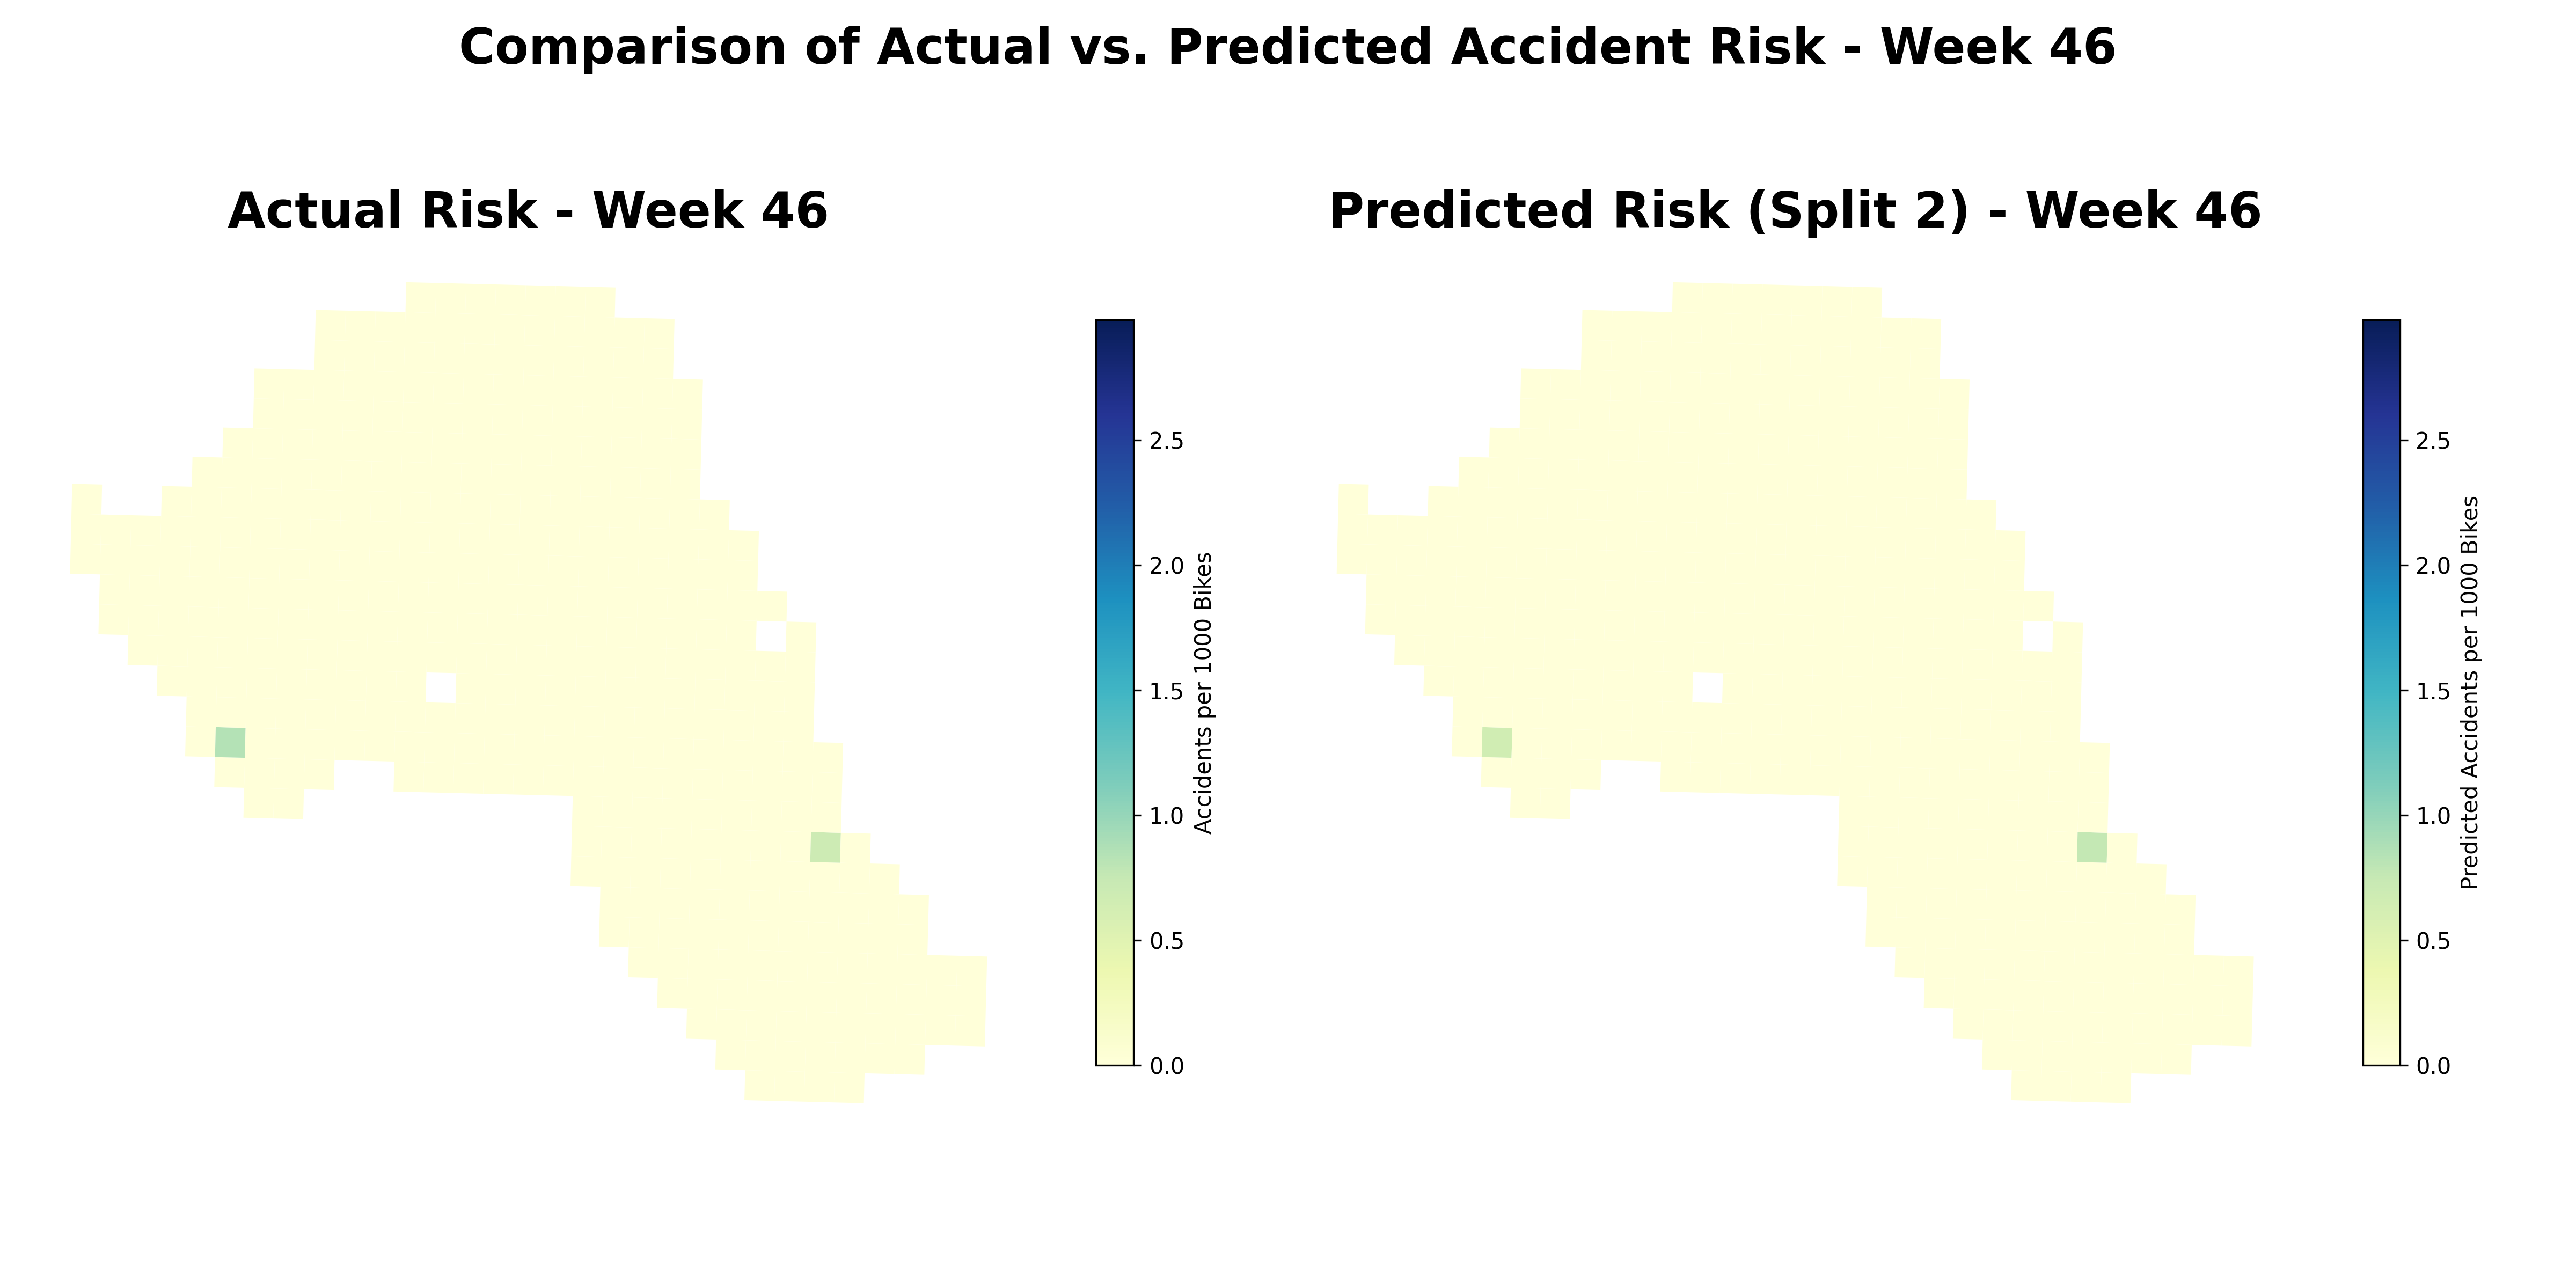 Comparison of Actual vs. Predicted Accident Risk - Week 46
Actual Risk - Week 46
2.5
2.0
1.5
1.0
0.5
0.0
Accidents per 1000 Bikes
Predicted Risk (Split 2) - Week 46
2.5
2.0
1.5
1.0
0.5
0.0
Predicted Accidents per 1000 Bikes